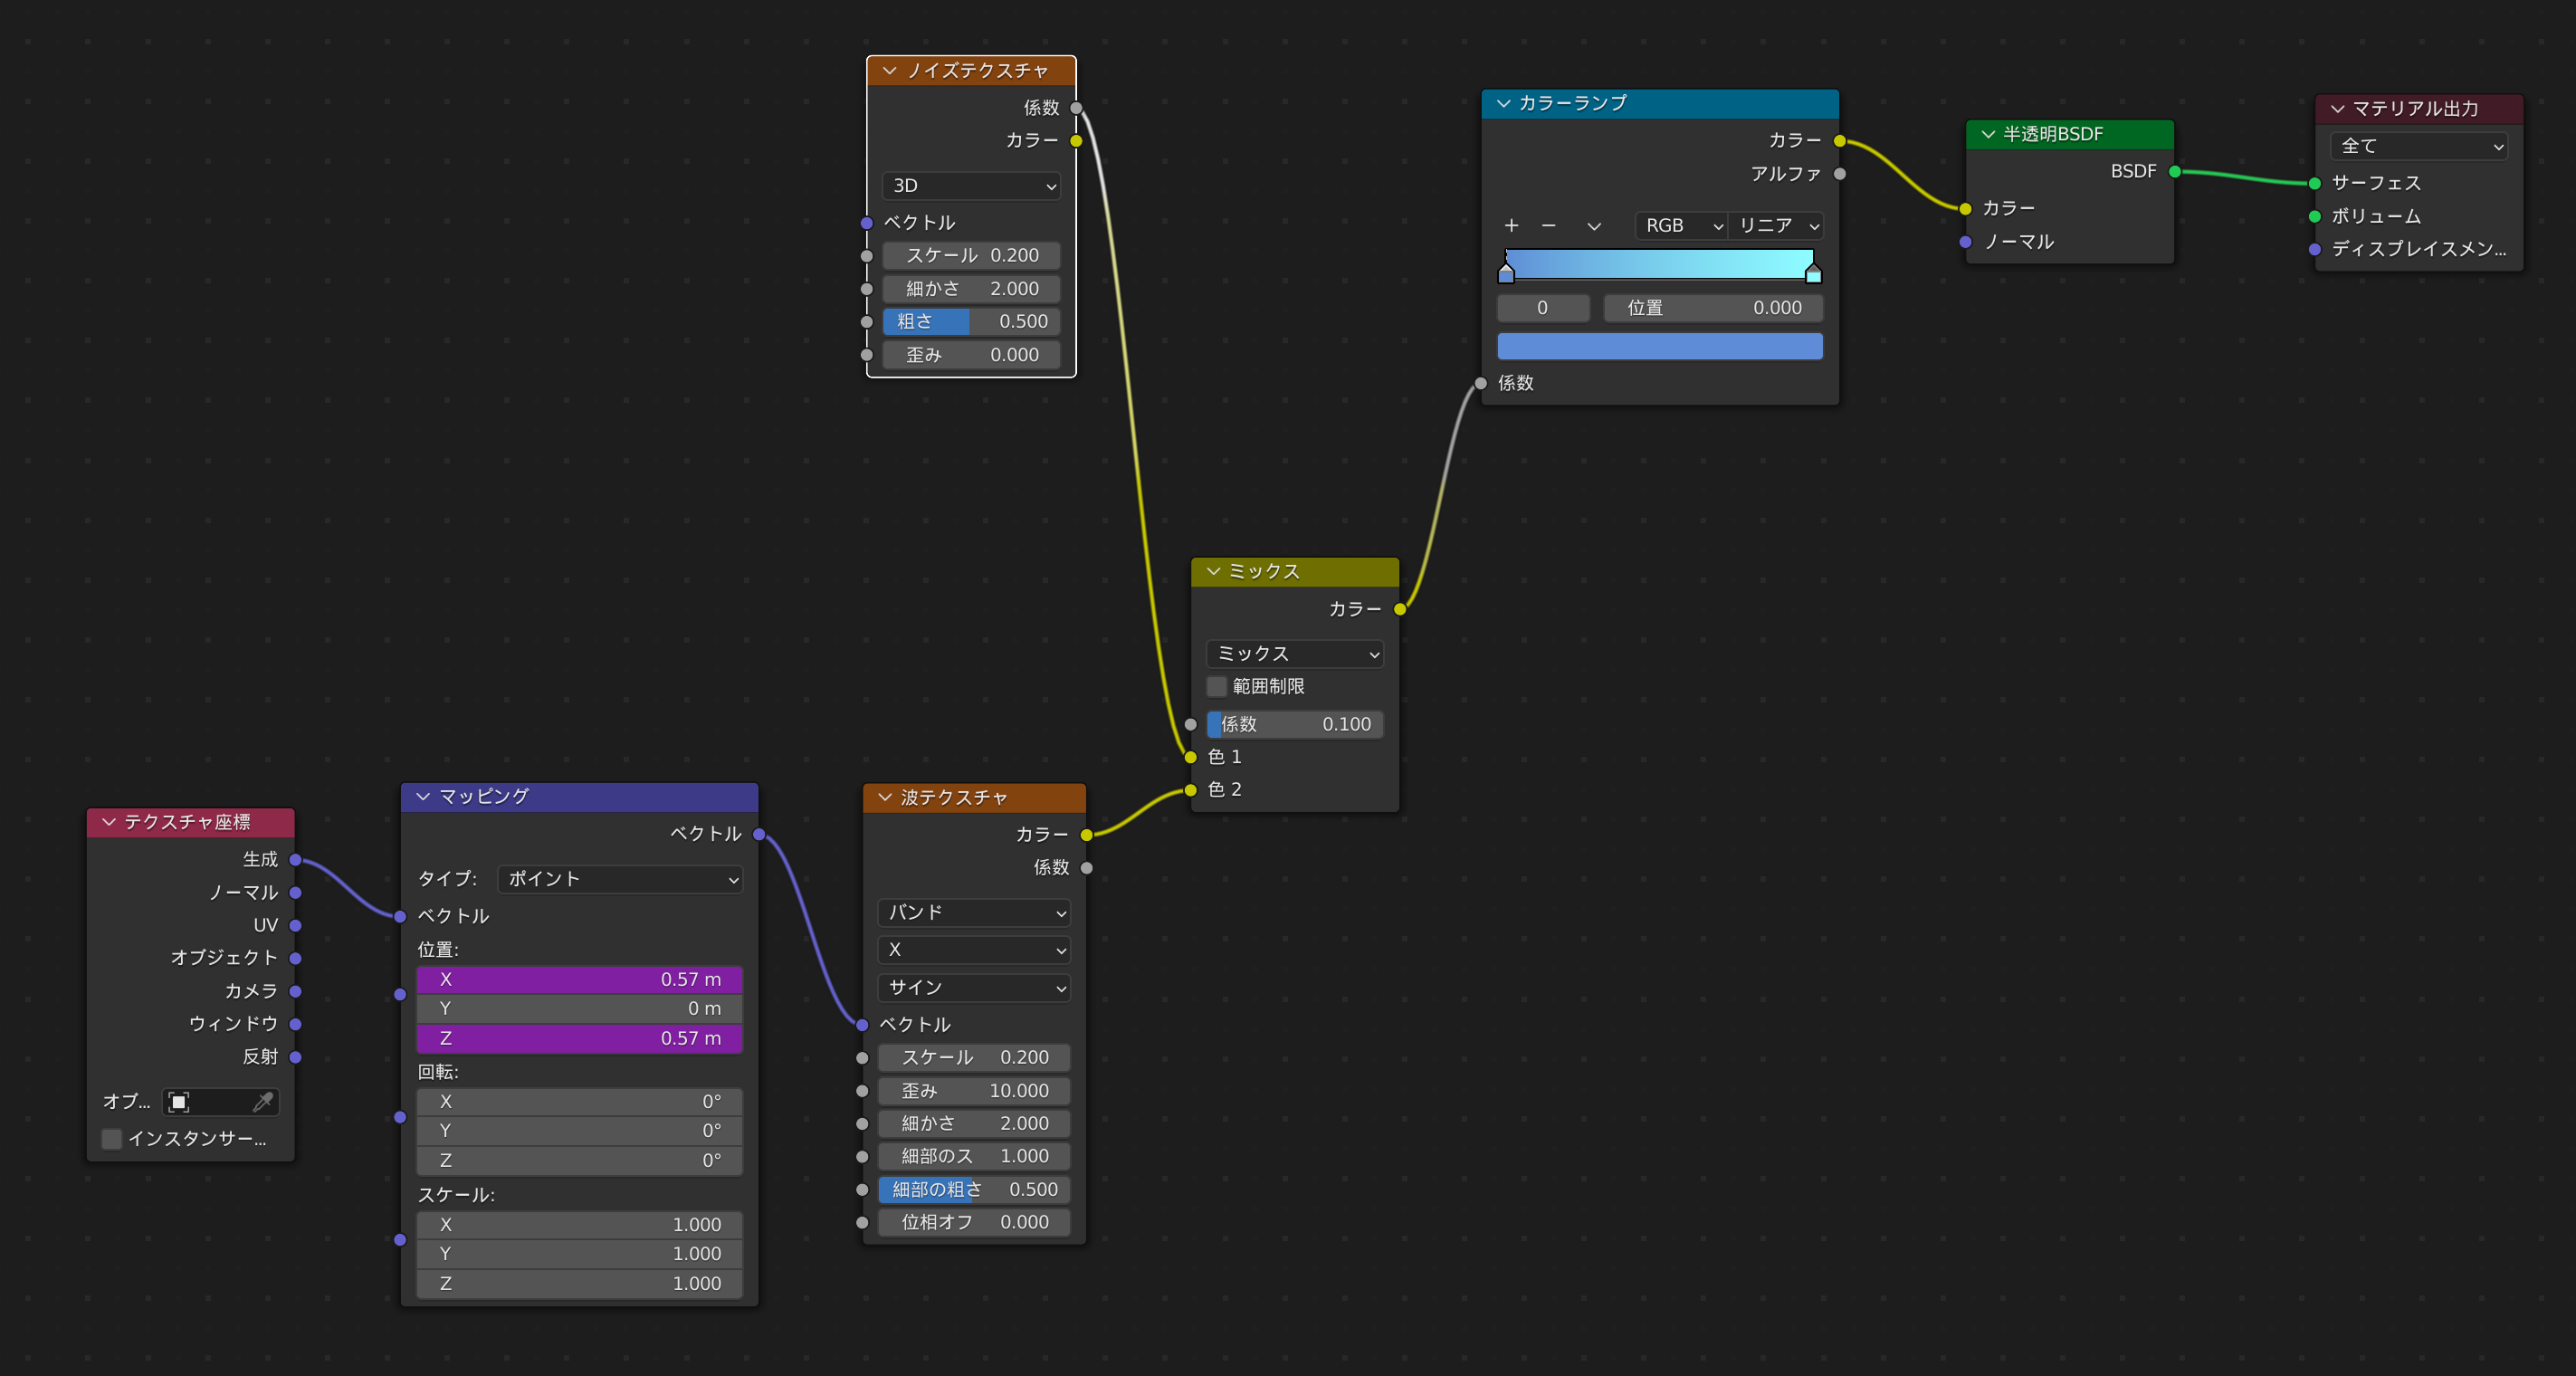 ノイズテクスチャ
係数
カラー
3D
ベクトル
スケール 0.200
細かさ 2.000
粗さ 0.500
歪み 0.000
カラーランプ
カラー
アルファ
+ − RGB リニア
0 位置 0.000
係数
半透明BSDF
BSDF
カラー
ノーマル
マテリアル出力
全て
サーフェス
ボリューム
ディスプレイスメン...
ミックス
カラー
ミックス
範囲制限
係数 0.100
色 1
色 2
テクスチャ座標
生成
ノーマル
UV
オブジェクト
カメラ
ウィンドウ
反射
オブ...
インスタンサー...
マッピング
ベクトル
タイプ: ポイント
ベクトル
位置:
X 0.57 m
Y 0 m
Z 0.57 m
回転:
X 0°
Y 0°
Z 0°
スケール:
X 1.000
Y 1.000
Z 1.000
波テクスチャ
カラー
係数
バンド
X
サイン
ベクトル
スケール 0.200
歪み 10.000
細かさ 2.000
細部のス 1.000
細部の粗さ 0.500
位相オフ 0.000